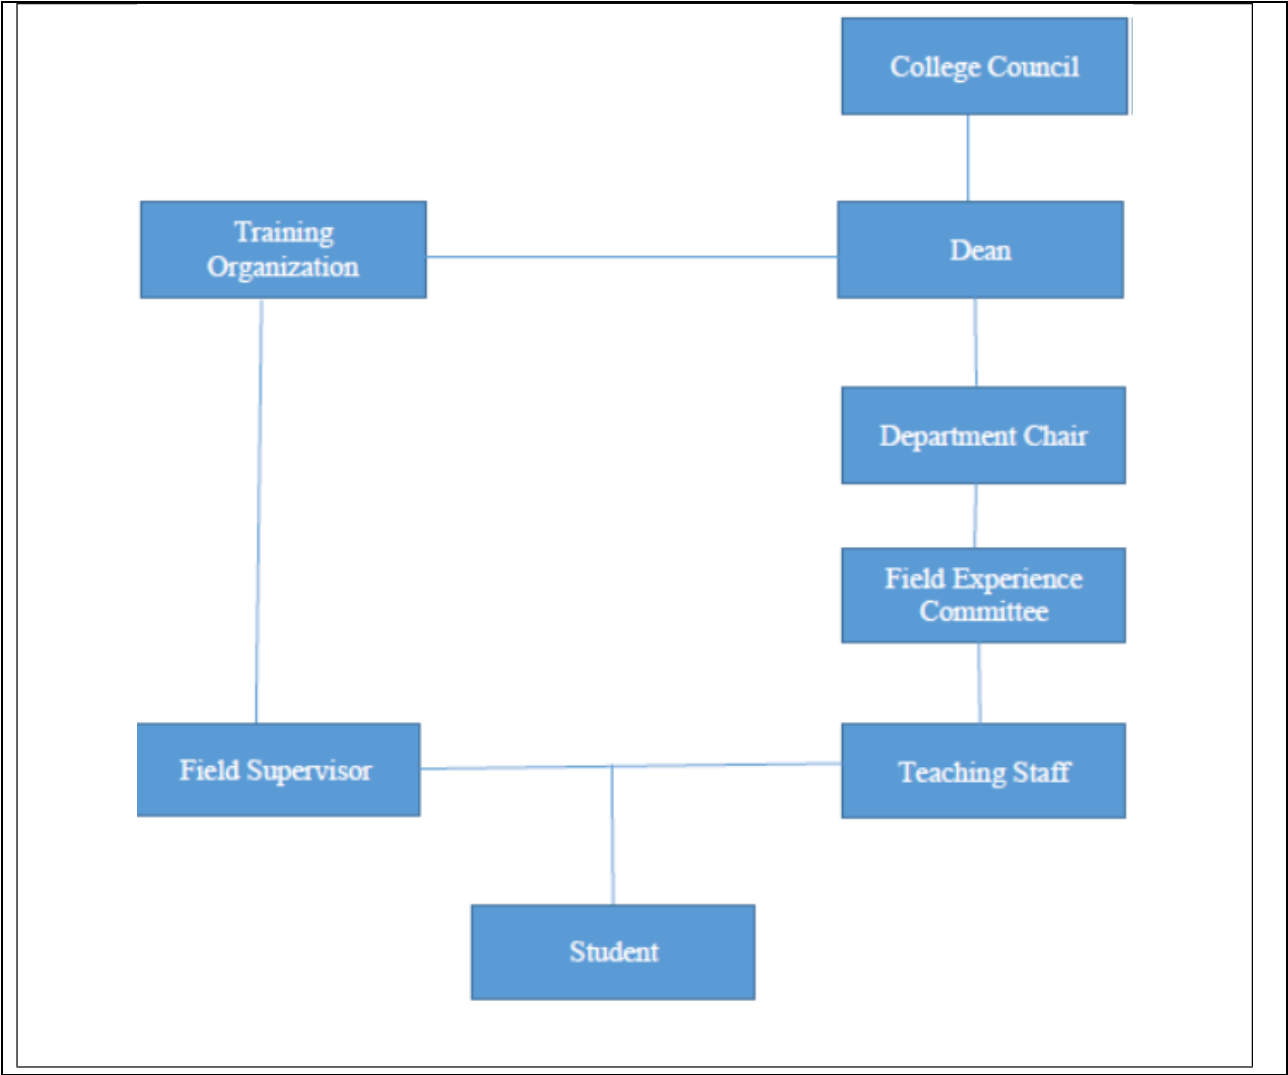 College Council
Training
Organization
Dean
Department Chair
Field Experience
Committee
Field Supervisor
Teaching Staff
Student